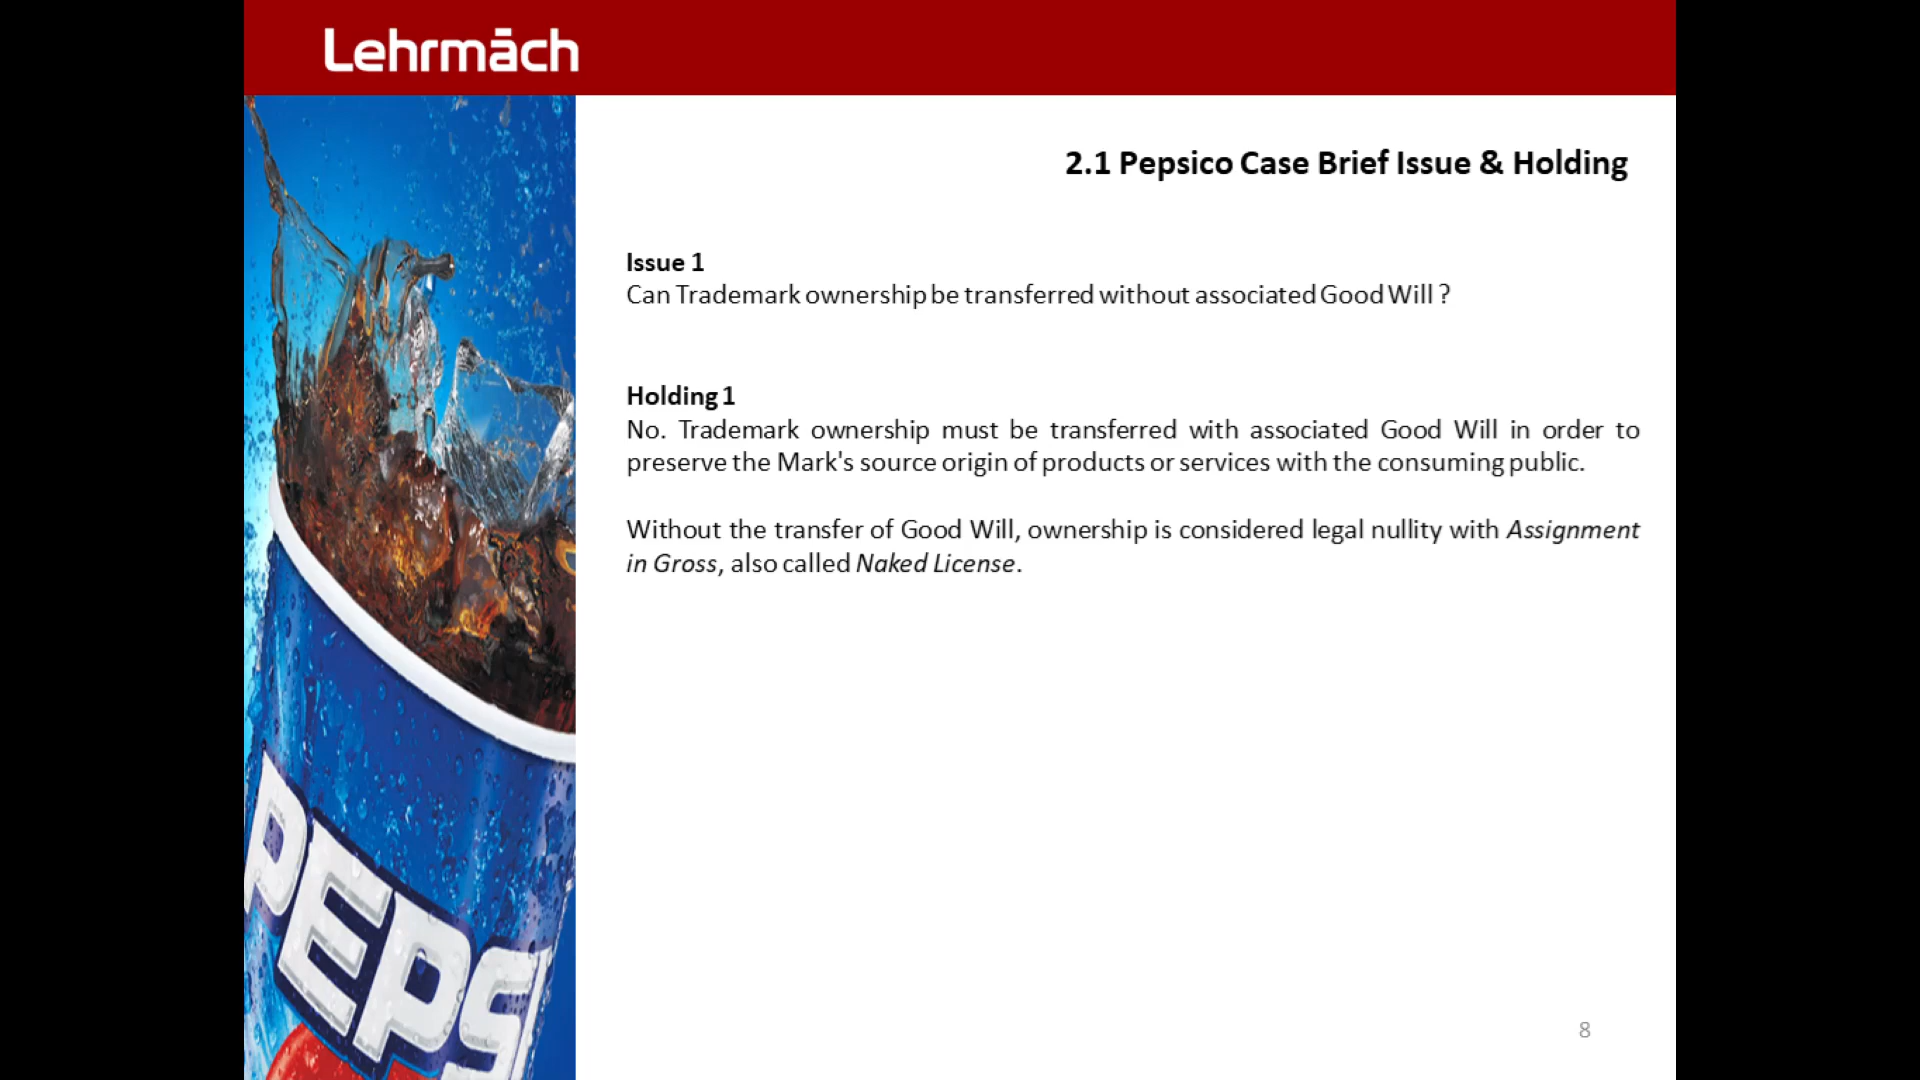 Lehrmāch
2.1 Pepsico Case Brief Issue & Holding
Issue 1
Can Trademark ownership be transferred without associated Good Will ?
Holding 1
No. Trademark ownership must be transferred with associated Good Will in order to
preserve the Mark's source origin of products or services with the consuming public.
Without the transfer of Good Will, ownership is considered legal nullity with Assignment
in Gross, also called Naked License.
PEPSI
8